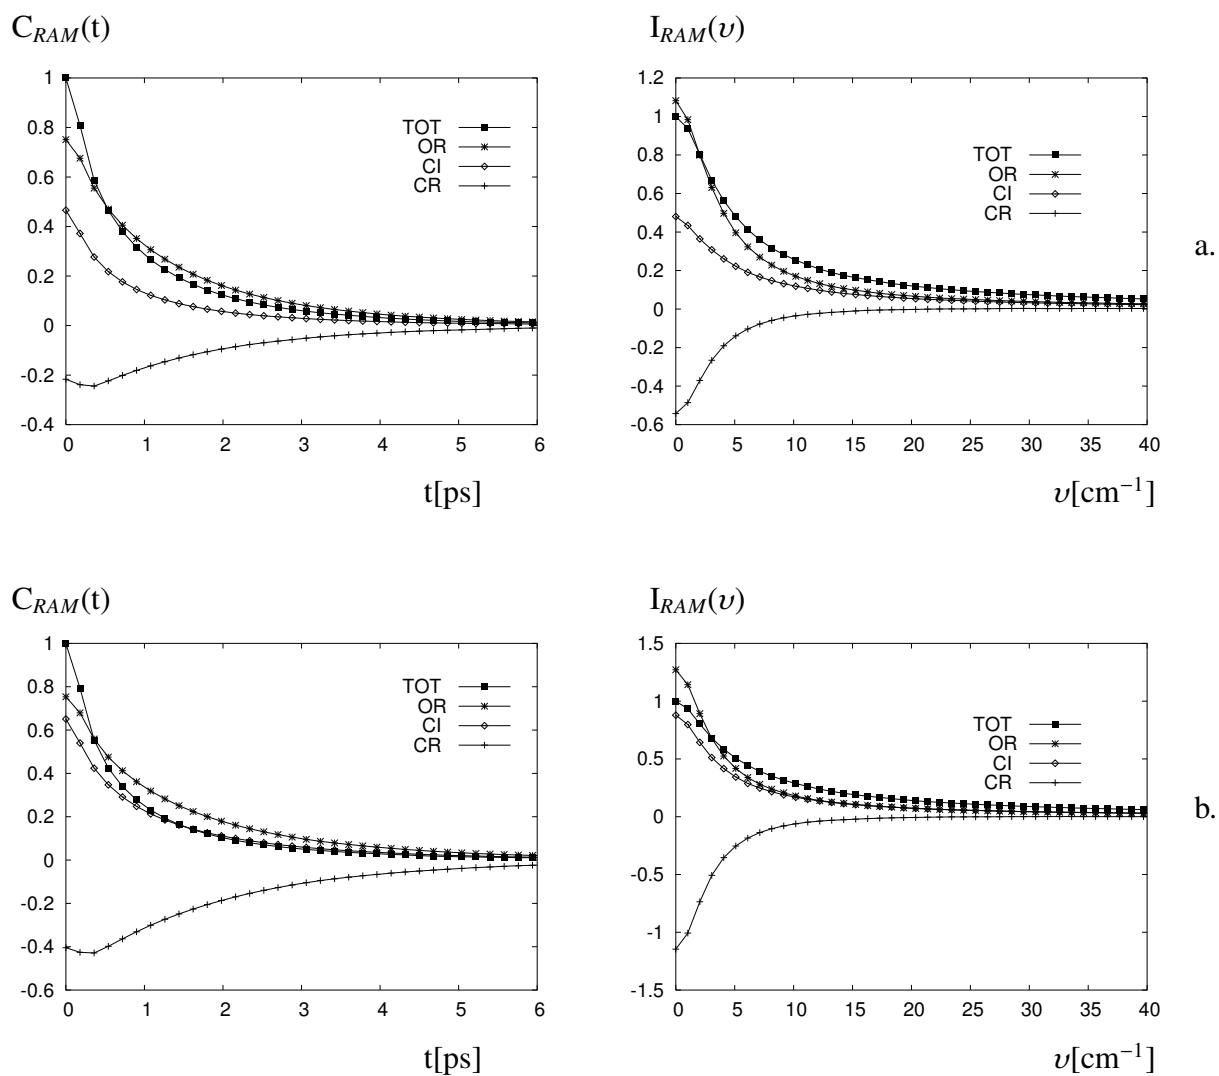 C_RAM(t)
1
0.8
0.6
0.4
0.2
0
-0.2
-0.4
0 1 2 3 4 5 6
TOT
OR
CI
CR
t[ps]
I_RAM(υ)
1.2
1
0.8
0.6
0.4
0.2
0
-0.2
-0.4
-0.6
0 5 10 15 20 25 30 35 40
TOT
OR
CI
CR
υ[cm⁻¹]
a.
C_RAM(t)
1
0.8
0.6
0.4
0.2
0
-0.2
-0.4
-0.6
0 1 2 3 4 5 6
TOT
OR
CI
CR
t[ps]
I_RAM(υ)
1.5
1
0.5
0
-0.5
-1
-1.5
0 5 10 15 20 25 30 35 40
TOT
OR
CI
CR
υ[cm⁻¹]
b.